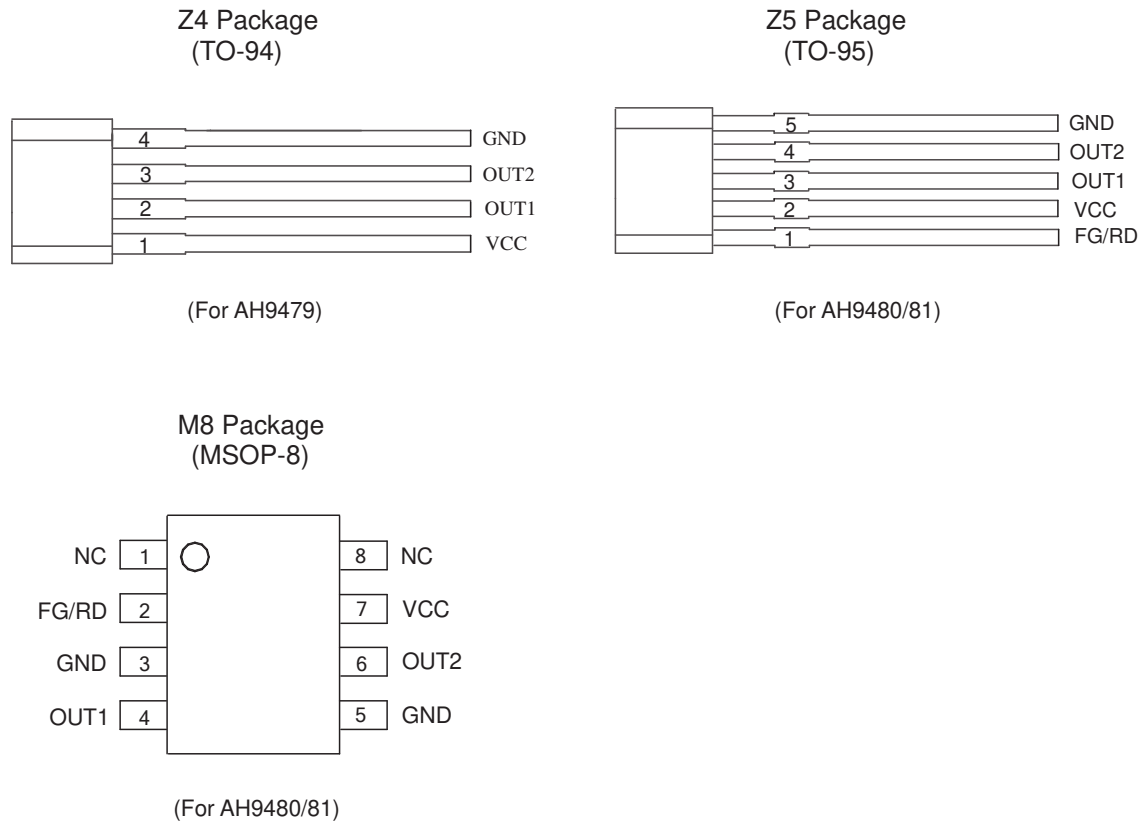 Z4 Package
(TO-94)
4 GND
3 OUT2
2 OUT1
1 VCC
(For AH9479)
Z5 Package
(TO-95)
5 GND
4 OUT2
3 OUT1
2 VCC
1 FG/RD
(For AH9480/81)
M8 Package
(MSOP-8)
NC 1 8 NC
FG/RD 2 7 VCC
GND 3 6 OUT2
OUT1 4 5 GND
(For AH9480/81)